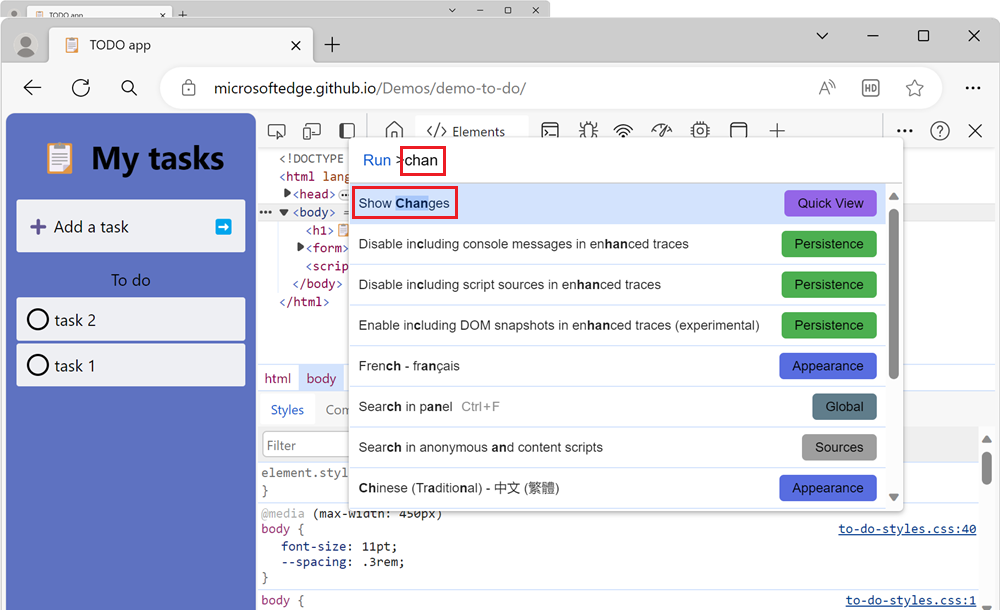 TODO app
TODO app
microsoftedge.github.io/Demos/demo-to-do/
A
HD
My tasks
Add a task
To do
task 2
task 1
</> Elements
Run >chan
Show Changes Quick View
Disable including console messages in enhanced traces Persistence
Disable including script sources in enhanced traces Persistence
Enable including DOM snapshots in enhanced traces (experimental) Persistence
French - français Appearance
Search in panel Ctrl+F Global
Search in anonymous and content scripts Sources
Chinese (Traditional) - 中文 (繁體) Appearance
<!DOCTYPE
<html lang
<head>
<body> =
<h1>
<form>
<scrip
</body>
</html>
html body
Styles Com
Filter
element.styl
}
@media (max-width: 450px)
body { to-do-styles.css:40
font-size: 11pt;
--spacing: .3rem;
}
body { to-do-styles.css:1